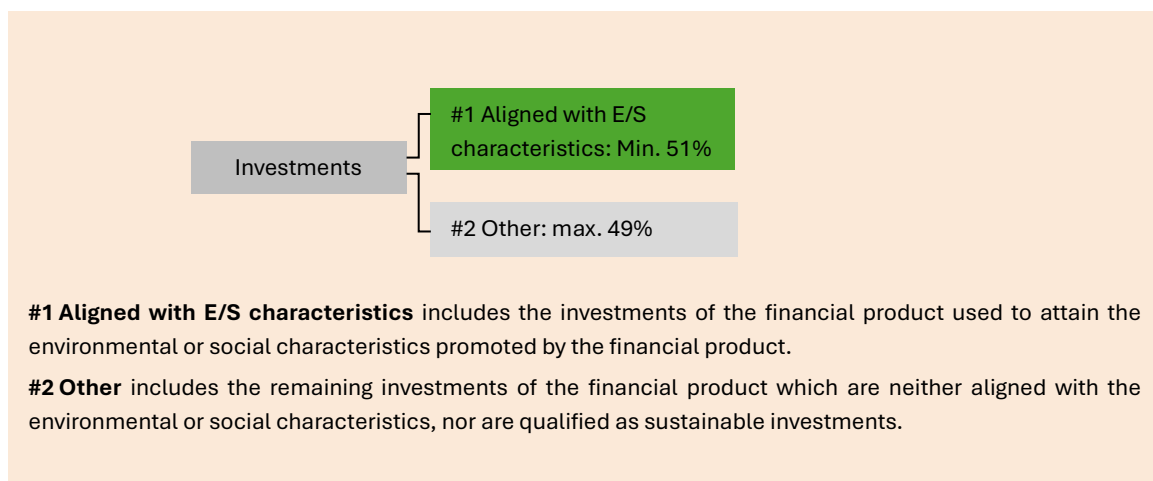 #1 Aligned with E/S
characteristics: Min. 51%
Investments
#2 Other: max. 49%
#1 Aligned with E/S characteristics includes the investments of the financial product used to attain the
environmental or social characteristics promoted by the financial product.
#2 Other includes the remaining investments of the financial product which are neither aligned with the
environmental or social characteristics, nor are qualified as sustainable investments.